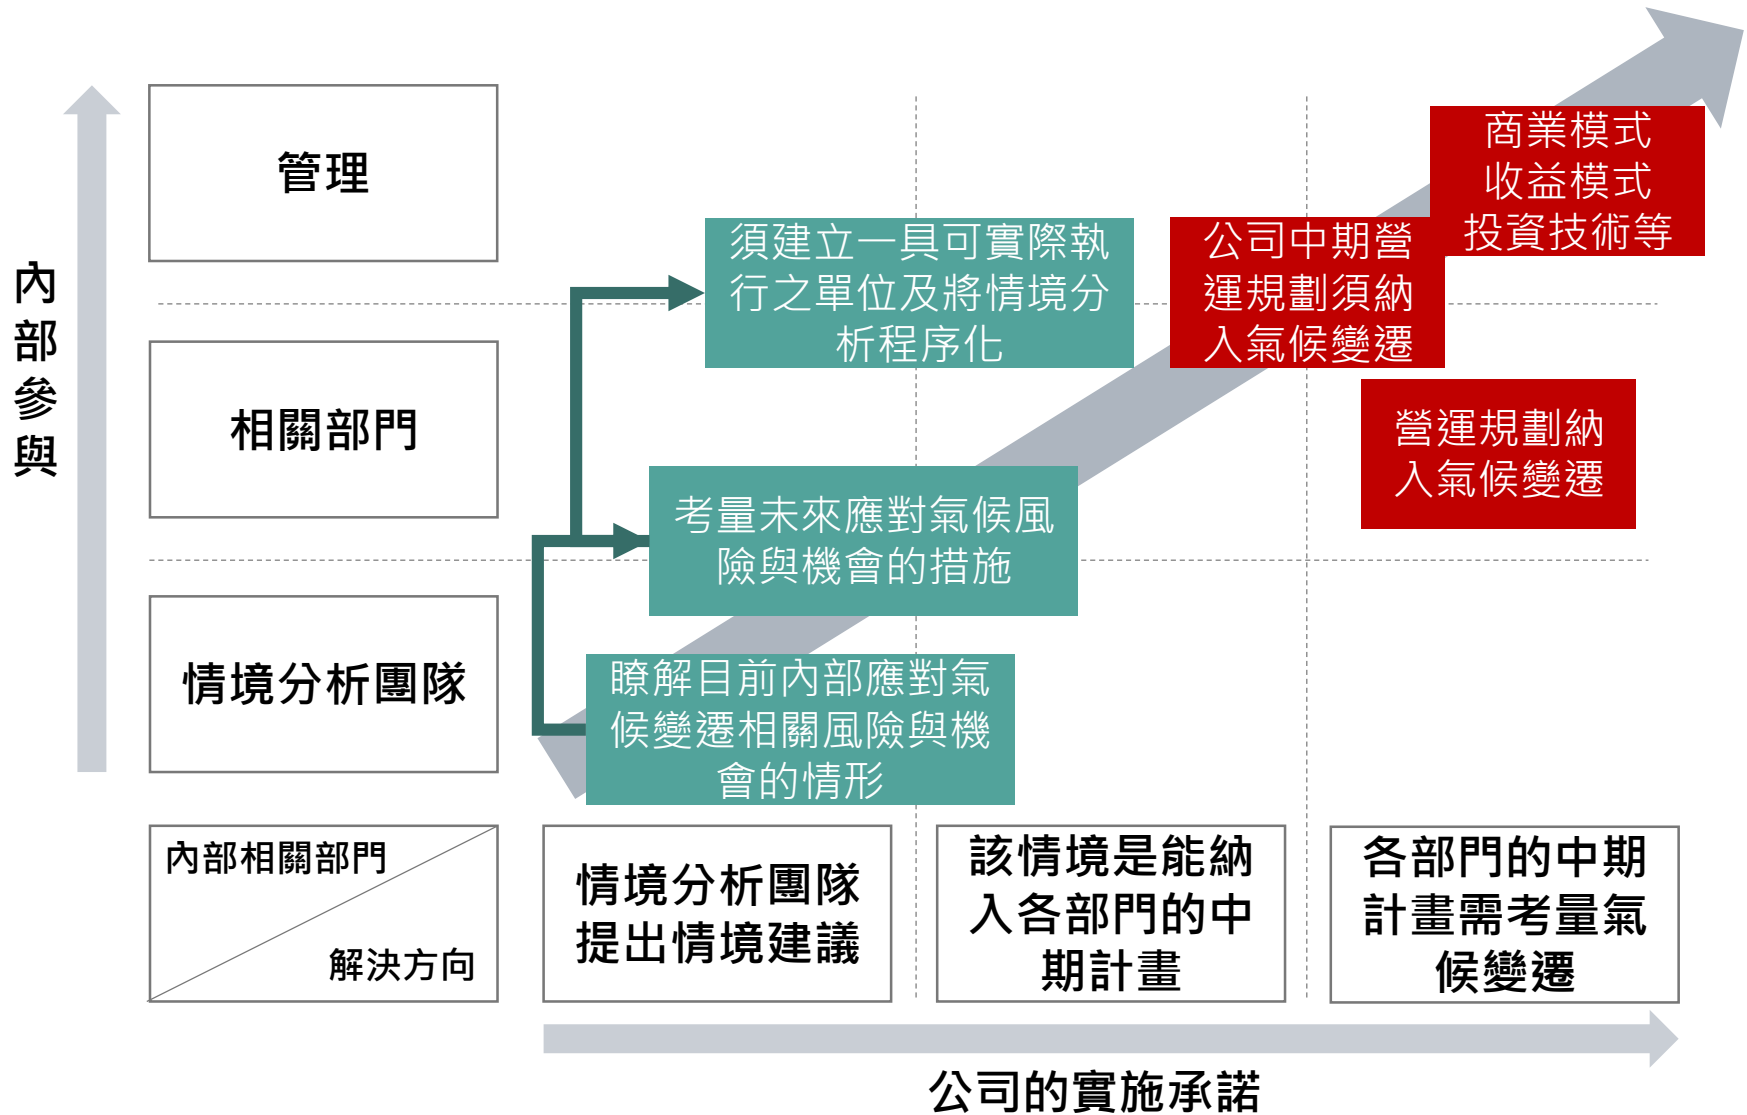 內
部
參
與
管理
相關部門
情境分析團隊
商業模式
收益模式
投資技術等
須建立一具可實際執
行之單位及將情境分
析程序化
公司中期營
運規劃須納
入氣候變遷
營運規劃納
入氣候變遷
考量未來應對氣候風
險與機會的措施
瞭解目前內部應對氣
候變遷相關風險與機
會的情形
內部相關部門
解決方向
情境分析團隊
提出情境建議
該情境是能納
入各部門的中
期計畫
各部門的中期
計畫需考量氣
候變遷
公司的實施承諾